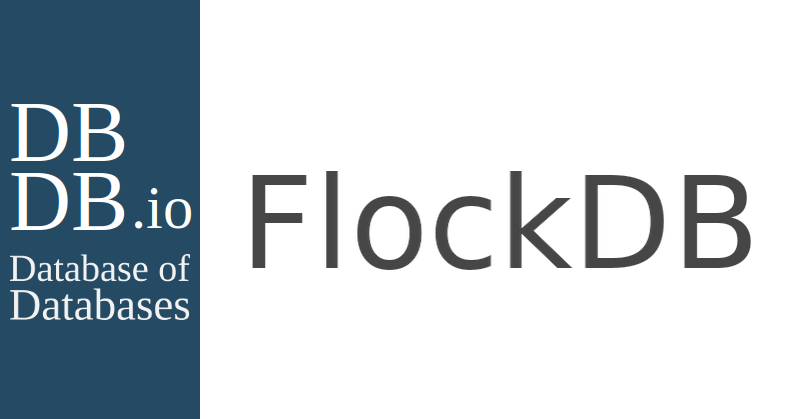 DB
DB.io
Database of
Databases
FlockDB